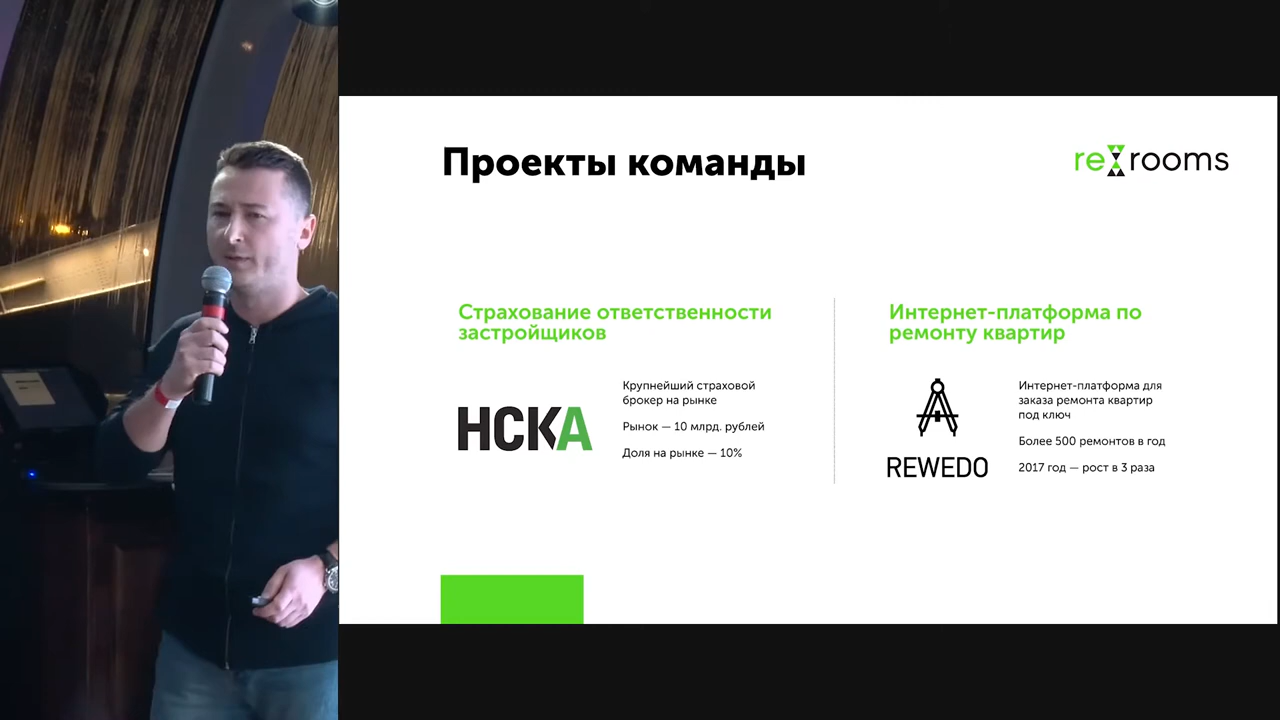 Проекты команды
re rooms
Страхование ответственности
застройщиков
НСКА
Крупнейший страховой
брокер на рынке
Рынок — 10 млрд. рублей
Доля на рынке — 10%
Интернет-платформа по
ремонту квартир
REWEDO
Интернет-платформа для
заказа ремонта квартир
под ключ
Более 500 ремонтов в год
2017 год — рост в 3 раза